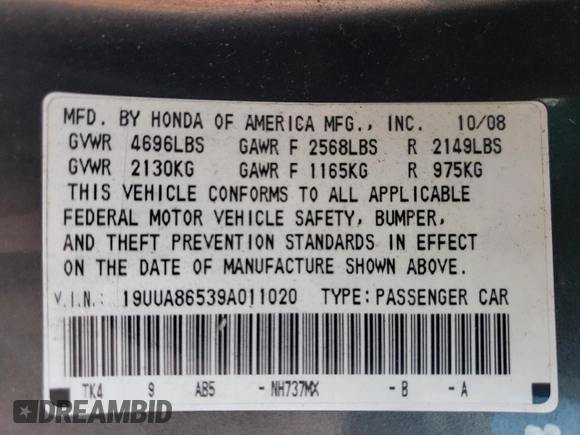 MFD. BY HONDA OF AMERICA MFG., INC. 10/08
GVWR 4696LBS GAWR F 2568LBS R 2149LBS
GVWR 2130KG GAWR F 1165KG R 975KG
THIS VEHICLE CONFORMS TO ALL APPLICABLE
FEDERAL MOTOR VEHICLE SAFETY, BUMPER,
AND THEFT PREVENTION STANDARDS IN EFFECT
ON THE DATE OF MANUFACTURE SHOWN ABOVE.
V.I.N.: 19UUA86539A011020 TYPE: PASSENGER CAR
TK4 9 AB5 - NH737MX - B - A
DREAMBID